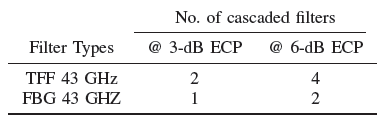 No. of cascaded filters
Filter Types @ 3-dB ECP @ 6-dB ECP
TFF 43 GHz 2 4
FBG 43 GHZ 1 2